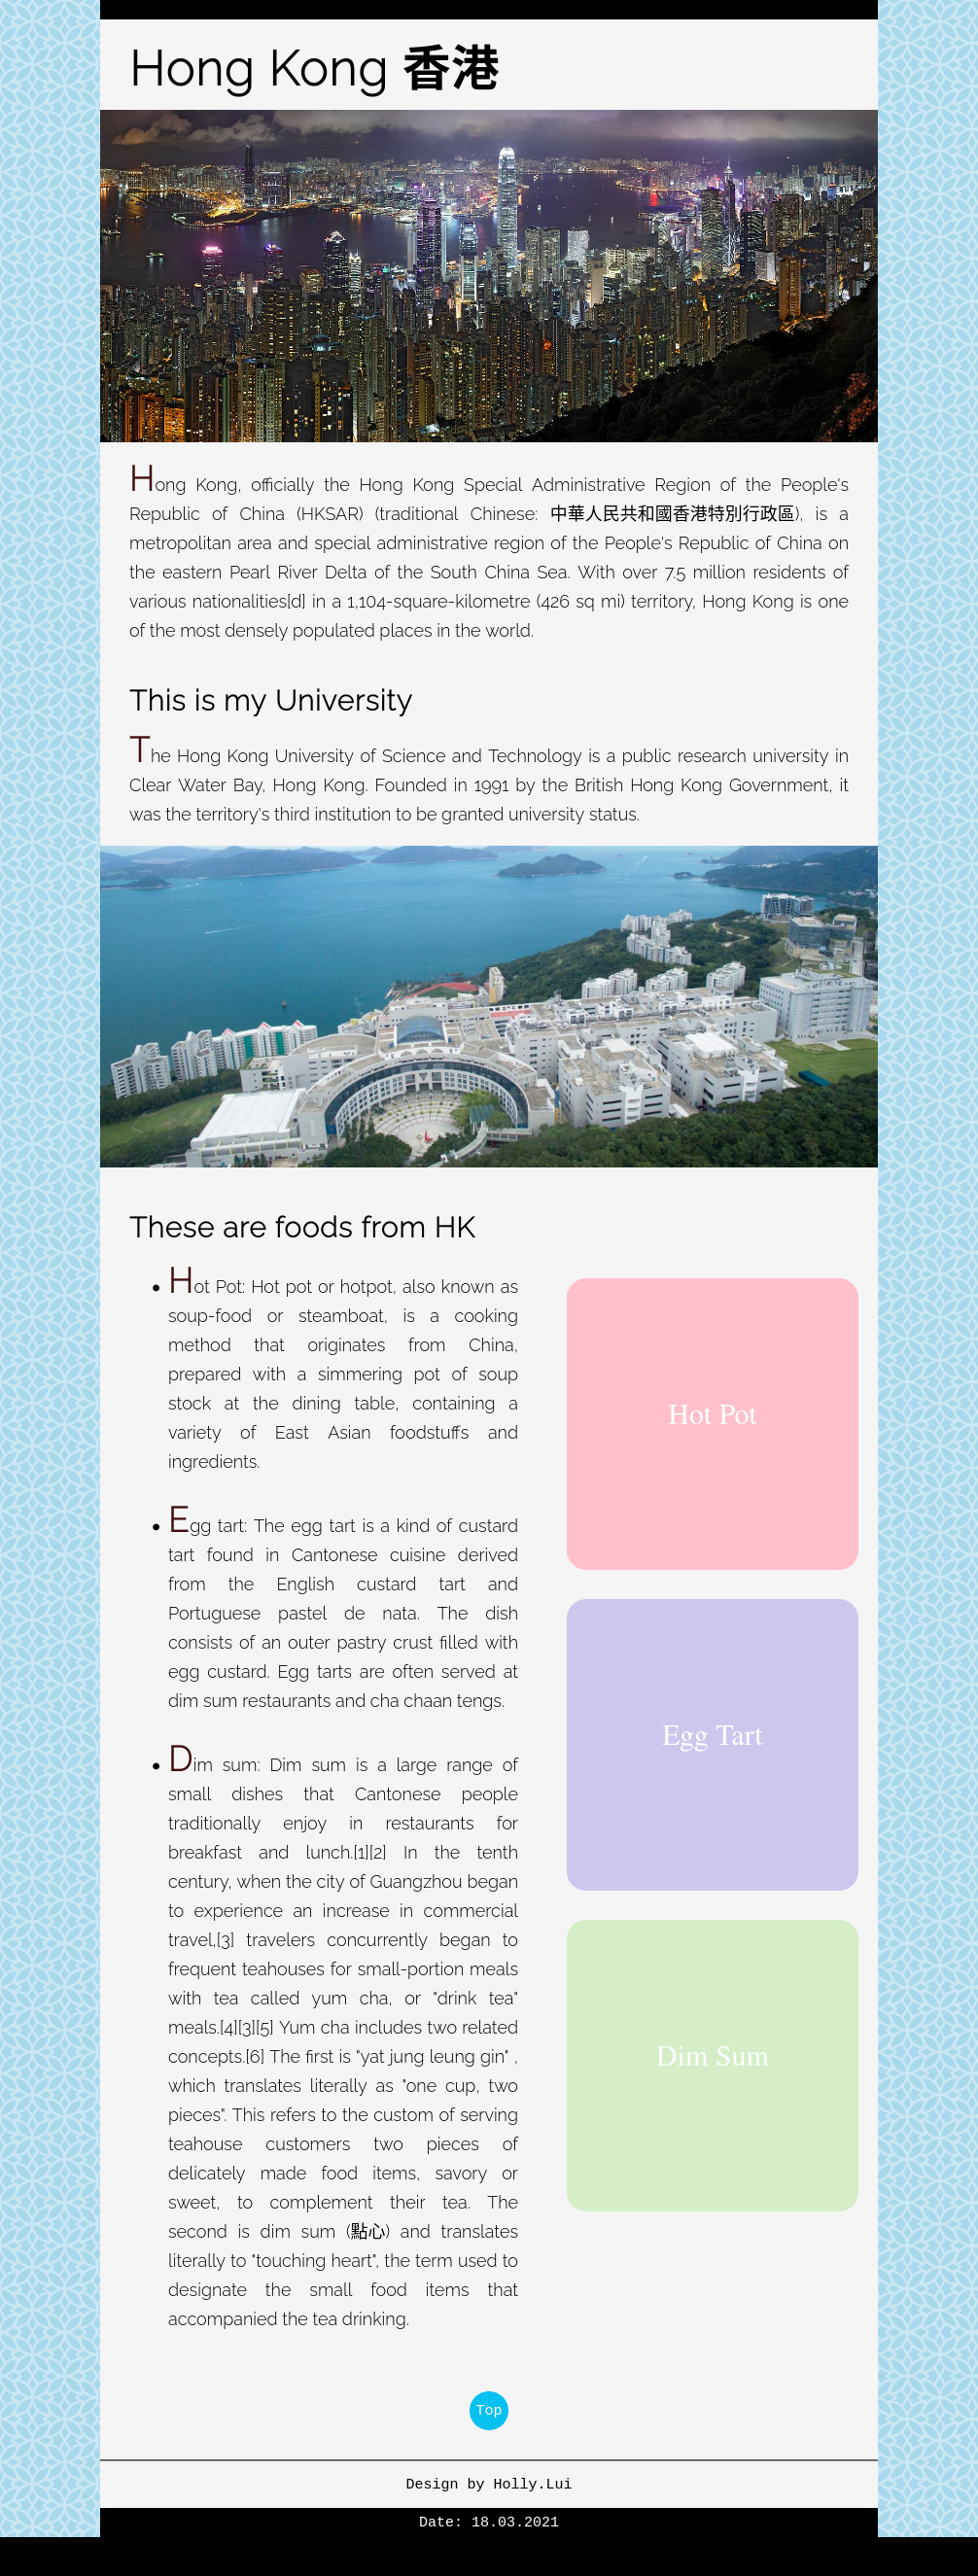 Hong Kong 香港
Hong Kong, officially the Hong Kong Special Administrative Region of the People's
Republic of China (HKSAR) (traditional Chinese: 中華人民共和國香港特別行政區), is a
metropolitan area and special administrative region of the People's Republic of China on
the eastern Pearl River Delta of the South China Sea. With over 7.5 million residents of
various nationalities[d] in a 1,104-square-kilometre (426 sq mi) territory, Hong Kong is one
of the most densely populated places in the world.
This is my University
The Hong Kong University of Science and Technology is a public research university in
Clear Water Bay, Hong Kong. Founded in 1991 by the British Hong Kong Government, it
was the territory's third institution to be granted university status.
These are foods from HK
• Hot Pot: Hot pot or hotpot, also known as
soup-food or steamboat, is a cooking
method that originates from China,
prepared with a simmering pot of soup
stock at the dining table, containing a
variety of East Asian foodstuffs and
ingredients.
• Egg tart: The egg tart is a kind of custard
tart found in Cantonese cuisine derived
from the English custard tart and
Portuguese pastel de nata. The dish
consists of an outer pastry crust filled with
egg custard. Egg tarts are often served at
dim sum restaurants and cha chaan tengs.
• Dim sum: Dim sum is a large range of
small dishes that Cantonese people
traditionally enjoy in restaurants for
breakfast and lunch.[1][2] In the tenth
century, when the city of Guangzhou began
to experience an increase in commercial
travel,[3] travelers concurrently began to
frequent teahouses for small-portion meals
with tea called yum cha, or "drink tea"
meals.[4][3][5] Yum cha includes two related
concepts.[6] The first is "yat jung leung gin" ,
which translates literally as "one cup, two
pieces". This refers to the custom of serving
teahouse customers two pieces of
delicately made food items, savory or
sweet, to complement their tea. The
second is dim sum (點心) and translates
literally to "touching heart", the term used to
designate the small food items that
accompanied the tea drinking.
Hot Pot
Egg Tart
Dim Sum
Top
Design by Holly.Lui
Date: 18.03.2021